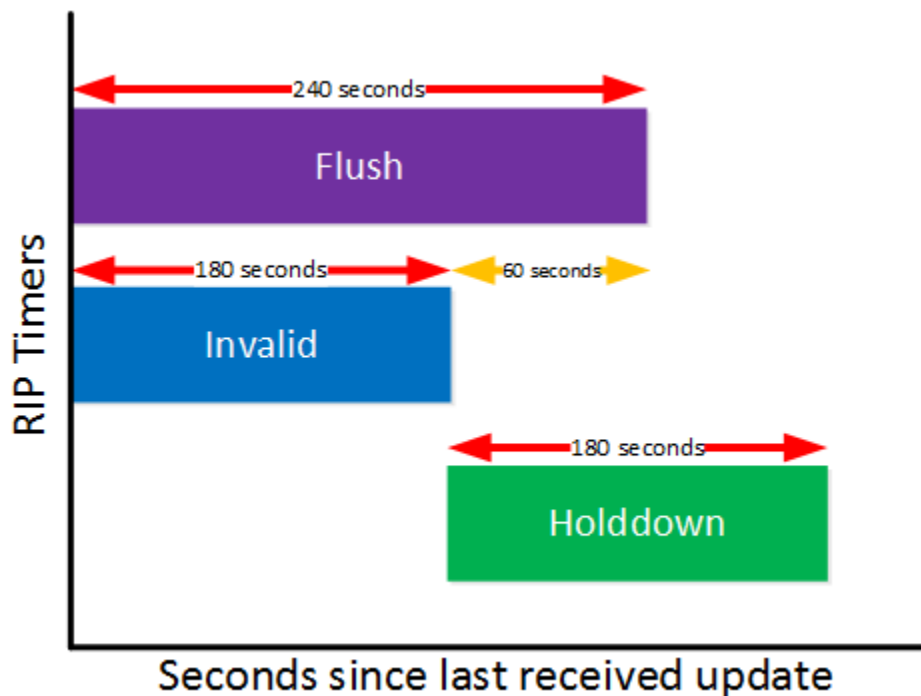 240 seconds
Flush
180 seconds
60 seconds
Invalid
180 seconds
Holddown
RIP Timers
Seconds since last received update